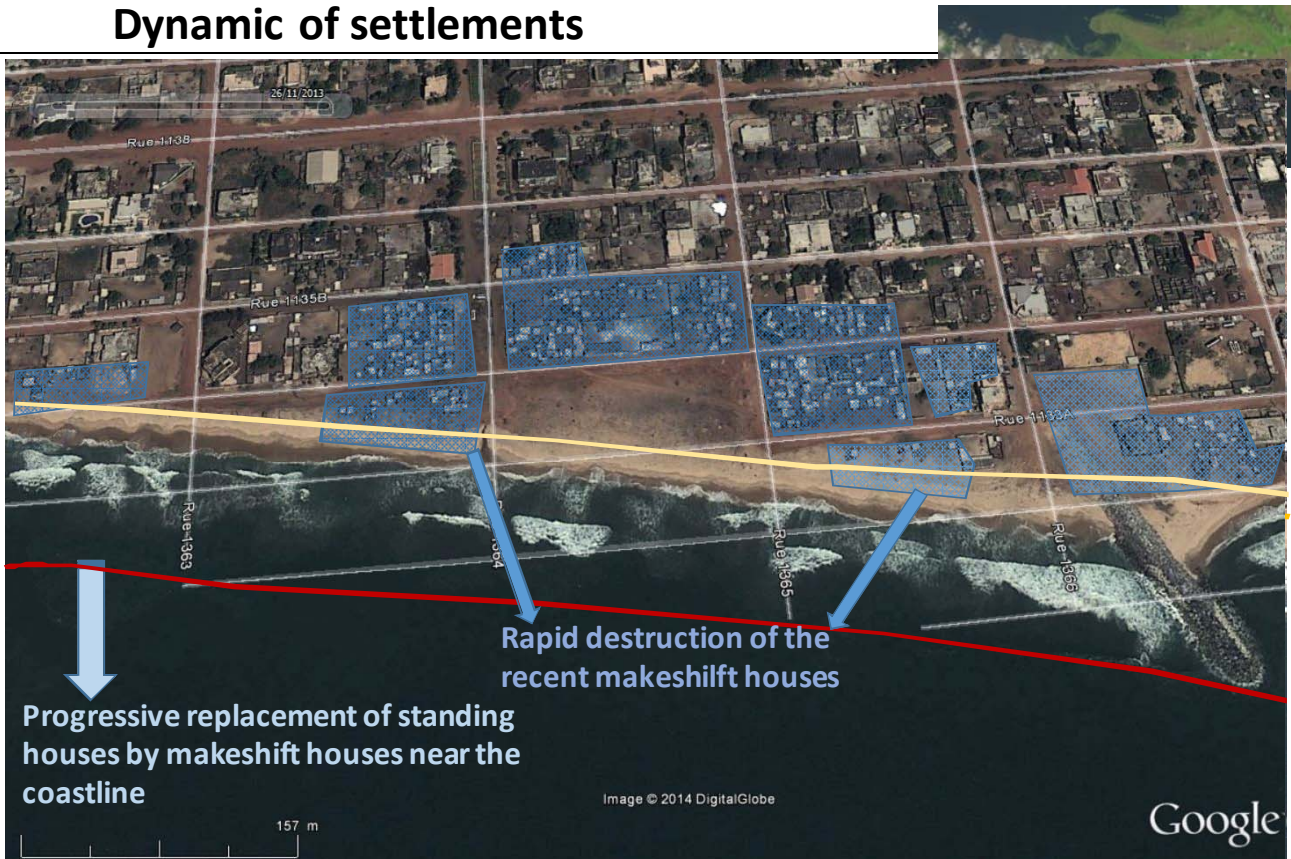 Dynamic of settlements
26/11/2013
Rue 1138
Rue 1135B
Rue 1133A
Rue 1363
1364
Rue 1365
Rue 1366
Rapid destruction of the
recent makeshilft houses
Progressive replacement of standing
houses by makeshift houses near the
coastline
Image © 2014 DigitalGlobe
157 m
Google